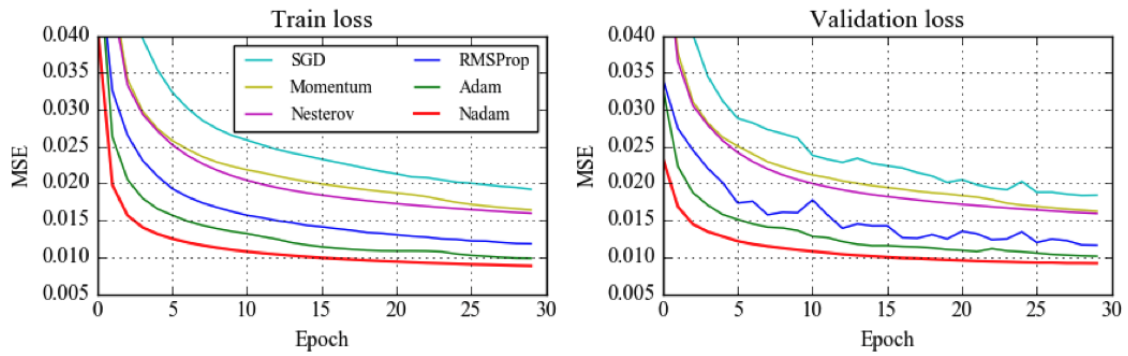 Train loss
Validation loss
0.040
0.035
0.030
0.025
0.020
0.015
0.010
0.005
MSE
SGD
Momentum
Nesterov
RMSProp
Adam
Nadam
0 5 10 15 20 25 30
Epoch
0.040
0.035
0.030
0.025
0.020
0.015
0.010
0.005
MSE
0 5 10 15 20 25 30
Epoch